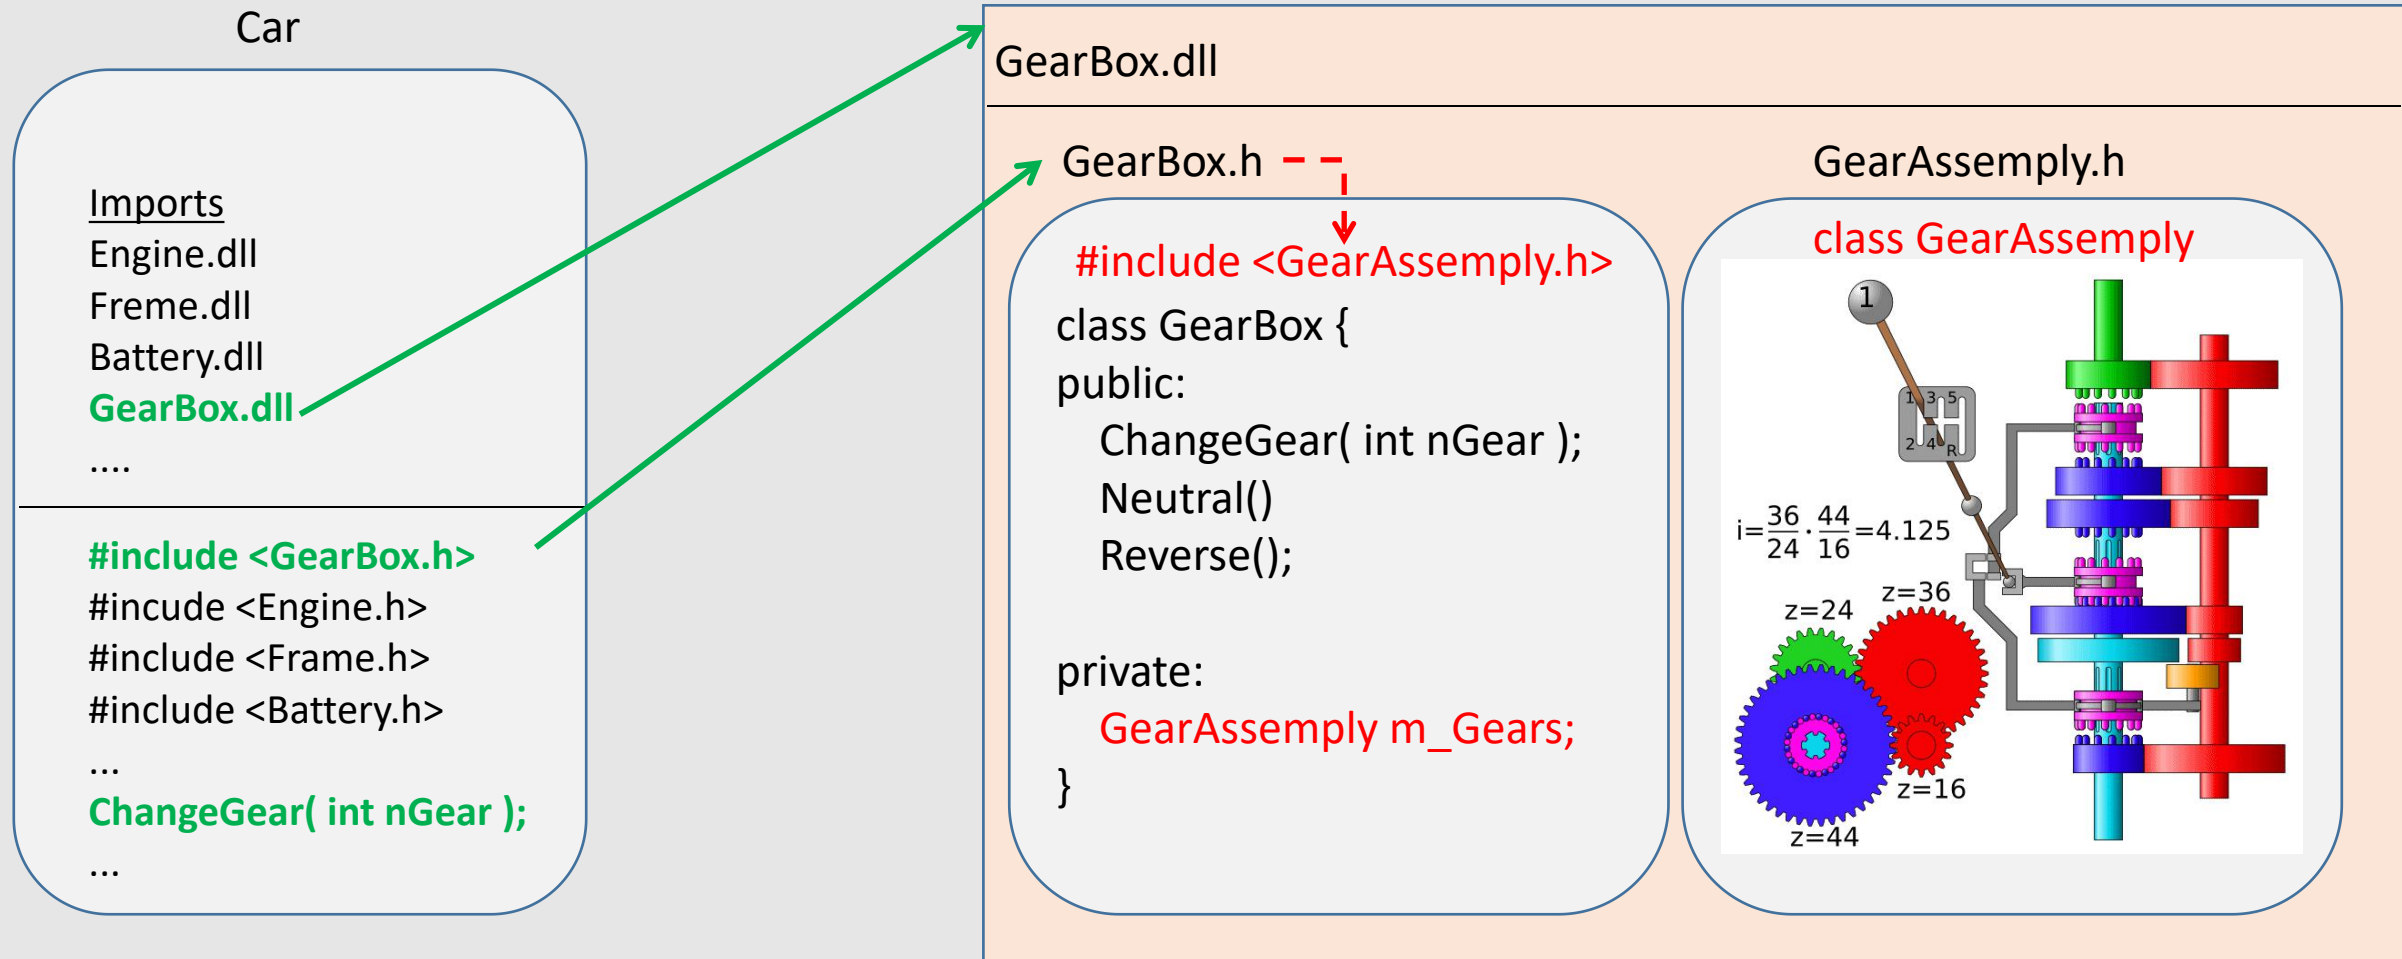 Car
Imports
Engine.dll
Freme.dll
Battery.dll
GearBox.dll
....
#include <GearBox.h>
#incude <Engine.h>
#include <Frame.h>
#include <Battery.h>
...
ChangeGear( int nGear );
...
GearBox.dll
GearBox.h
#include <GearAssemply.h>
class GearBox {
public:
ChangeGear( int nGear );
Neutral()
Reverse();
private:
GearAssemply m_Gears;
}
GearAssemply.h
class GearAssemply
1
1 3 5
2 4 R
i=36/24·44/16=4.125
z=36
z=24
z=16
z=44